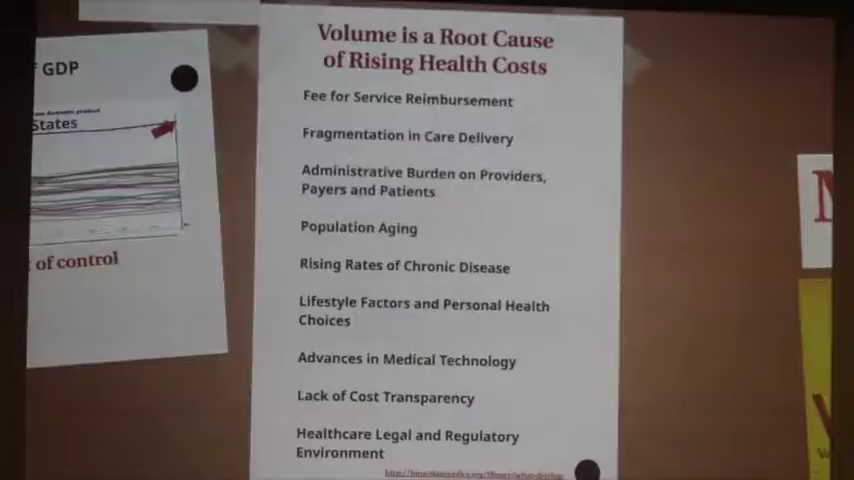 GDP
States
of control
Volume is a Root Cause
of Rising Health Costs
Fee for Service Reimbursement
Fragmentation in Care Delivery
Administrative Burden on Providers,
Payers and Patients
Population Aging
Rising Rates of Chronic Disease
Lifestyle Factors and Personal Health
Choices
Advances in Medical Technology
Lack of Cost Transparency
Healthcare Legal and Regulatory
Environment